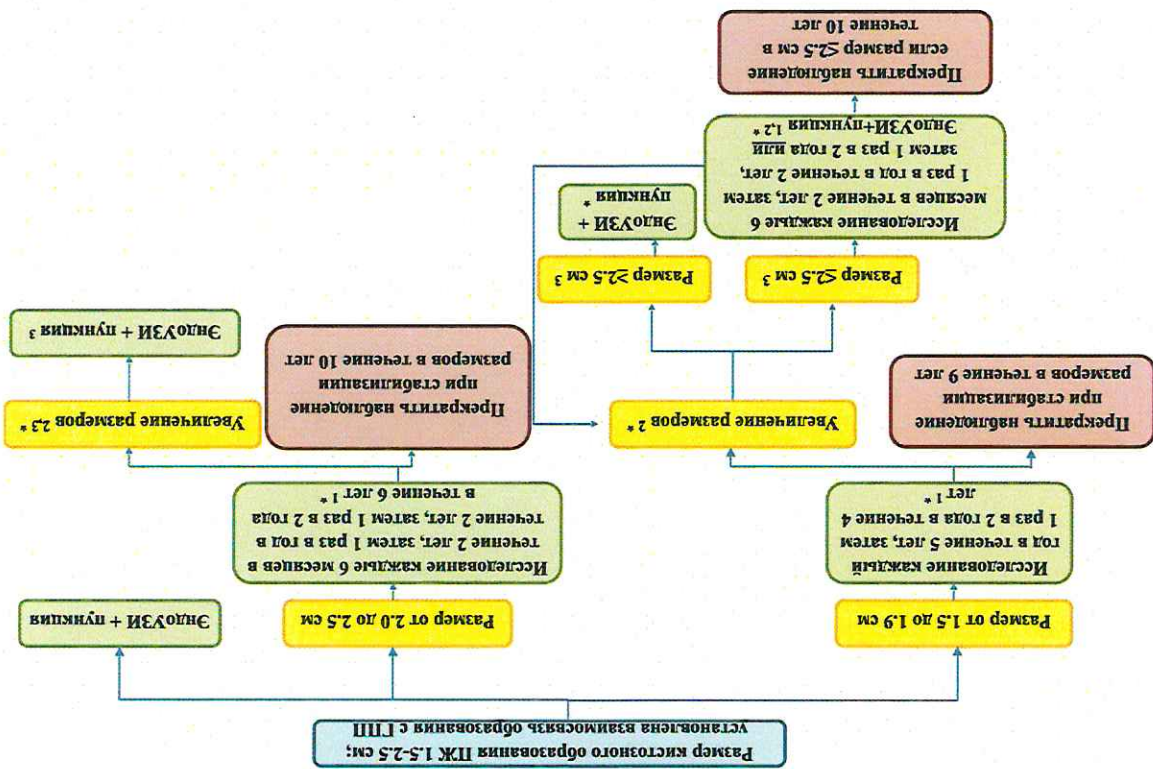 Размер кистозного образования ПЖ 1.5-2.5 см;
установлена взаимосвязь образования с ГПП
Размер от 1.5 до 1.9 см
Размер от 2.0 до 2.5 см
ЭндоУЗИ + пункция
Исследование каждый
год в течение 5 лет, затем
1 раз в 2 года в течение 4
лет 1 *
Исследование каждые 6 месяцев в
течение 2 лет, затем 1 раз в год в
течение 2 лет, затем 1 раз в 2 года
в течение 6 лет 1 *
Прекратить наблюдение
при стабилизации
размеров в течение 9 лет
Увеличение размеров 2 *
Прекратить наблюдение
при стабилизации
размеров в течение 10 лет
Увеличение размеров 2,3 *
ЭндоУЗИ + пункция 3
Размер ≤2.5 см 3
Размер ≥2.5 см 3
Исследование каждые 6
месяцев в течение 2 лет, затем
1 раз в год в течение 2 лет,
затем 1 раз в 2 года или
ЭндоУЗИ+пункция 1,2 *
ЭндоУЗИ +
пункция *
Прекратить наблюдение
если размер ≤2.5 см в
течение 10 лет